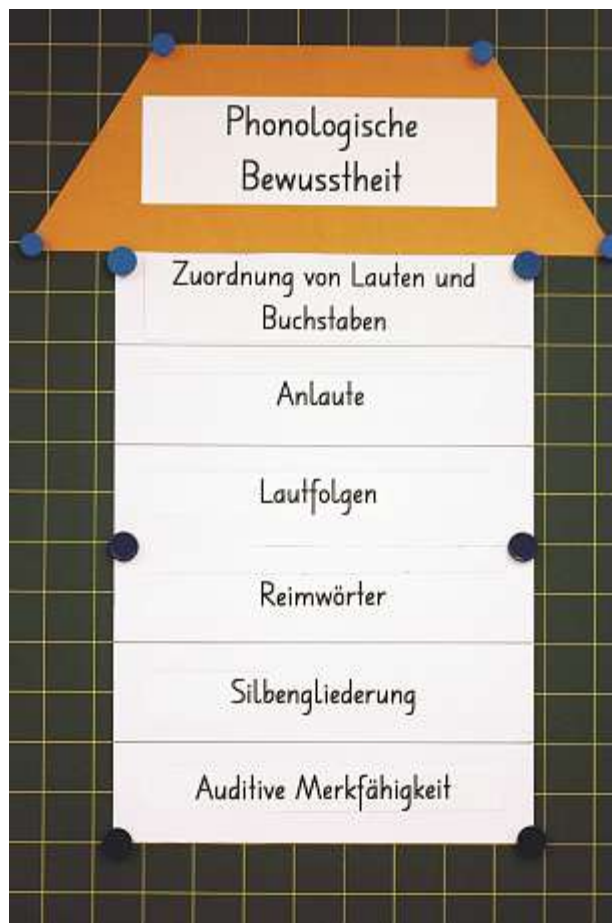 Phonologische
Bewusstheit
Zuordnung von Lauten und
Buchstaben
Anlaute
Lautfolgen
Reimwörter
Silbengliederung
Auditive Merkfähigkeit